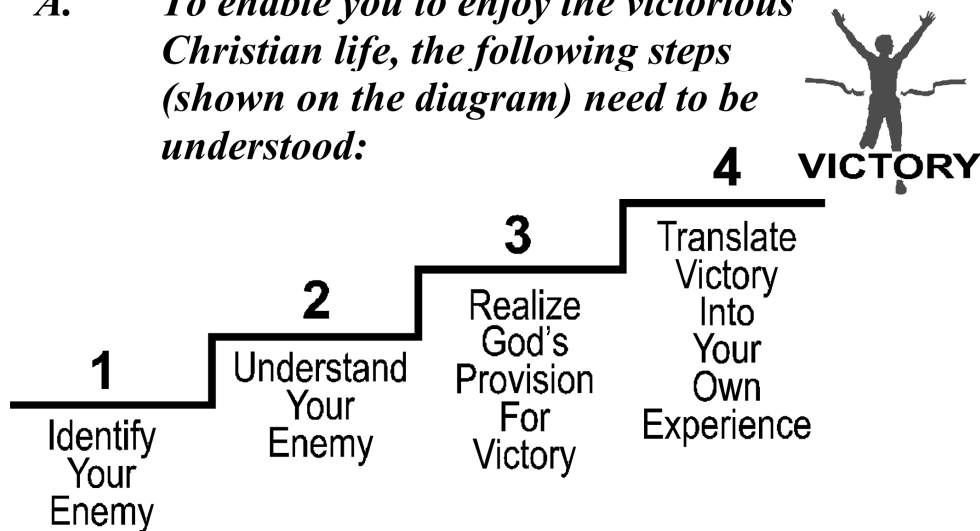 A. To enable you to enjoy the victorious
Christian life, the following steps
(shown on the diagram) need to be
understood:
VICTORY
1
Identify
Your
Enemy
2
Understand
Your
Enemy
3
Realize
God's
Provision
For
Victory
4
Translate
Victory
Into
Your
Own
Experience